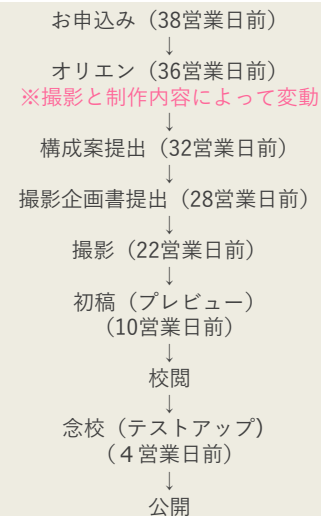 お申込み（38営業日前）
↓
オリエン（36営業日前）
※撮影と制作内容によって変動
↓
構成案提出（32営業日前）
↓
撮影企画書提出（28営業日前）
↓
撮影（22営業日前）
↓
初稿（プレビュー）
（10営業日前）
↓
校閲
↓
念校（テストアップ)
（４営業日前）
↓
公開